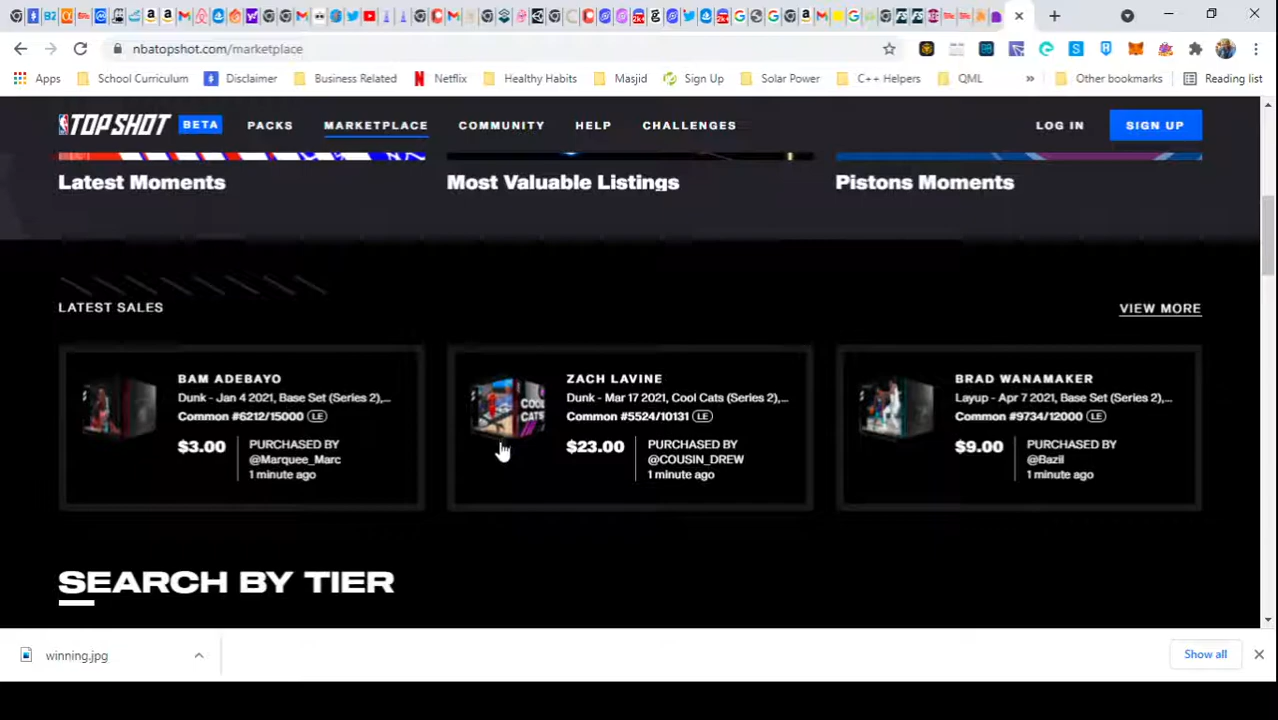 nbatopshot.com/marketplace
Apps School Curriculum Disclaimer Business Related Netflix Healthy Habits Masjid Sign Up Solar Power C++ Helpers QML » Other bookmarks Reading list
TOP SHOT BETA PACKS MARKETPLACE COMMUNITY HELP CHALLENGES LOG IN SIGN UP
Latest Moments Most Valuable Listings Pistons Moments
LATEST SALES VIEW MORE
BAM ADEBAYO
Dunk - Jan 4 2021, Base Set (Series 2),...
Common #6212/15000 LE
$3.00
PURCHASED BY
@Marquee_Marc
1 minute ago
COOL
CATS
ZACH LAVINE
Dunk - Mar 17 2021, Cool Cats (Series 2),...
Common #5524/10131 LE
$23.00
PURCHASED BY
@COUSIN_DREW
1 minute ago
BRAD WANAMAKER
Layup - Apr 7 2021, Base Set (Series 2),...
Common #9734/12000 LE
$9.00
PURCHASED BY
@Bazil
1 minute ago
SEARCH BY TIER
winning.jpg Show all